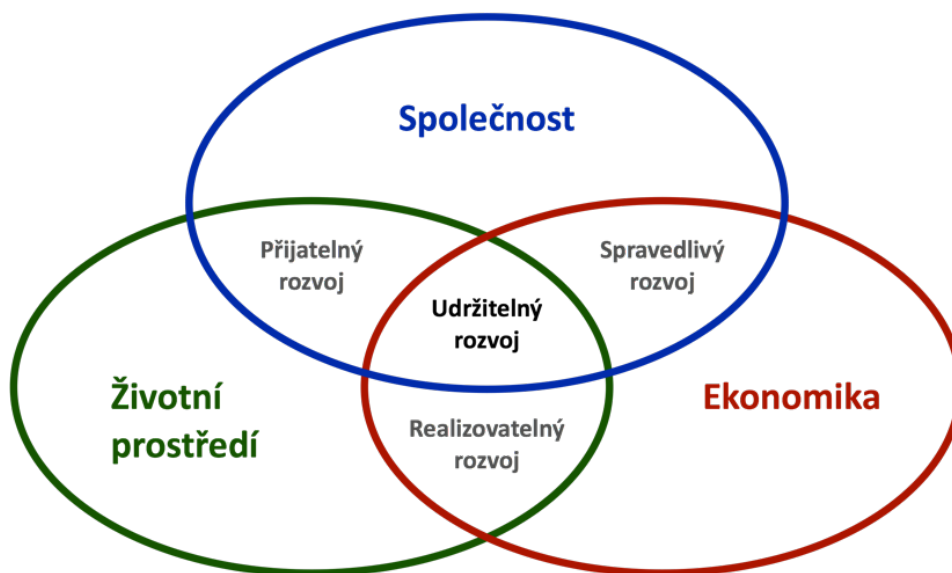 Společnost
Přijatelný
rozvoj
Spravedlivý
rozvoj
Udržitelný
rozvoj
Životní
prostředí
Ekonomika
Realizovatelný
rozvoj